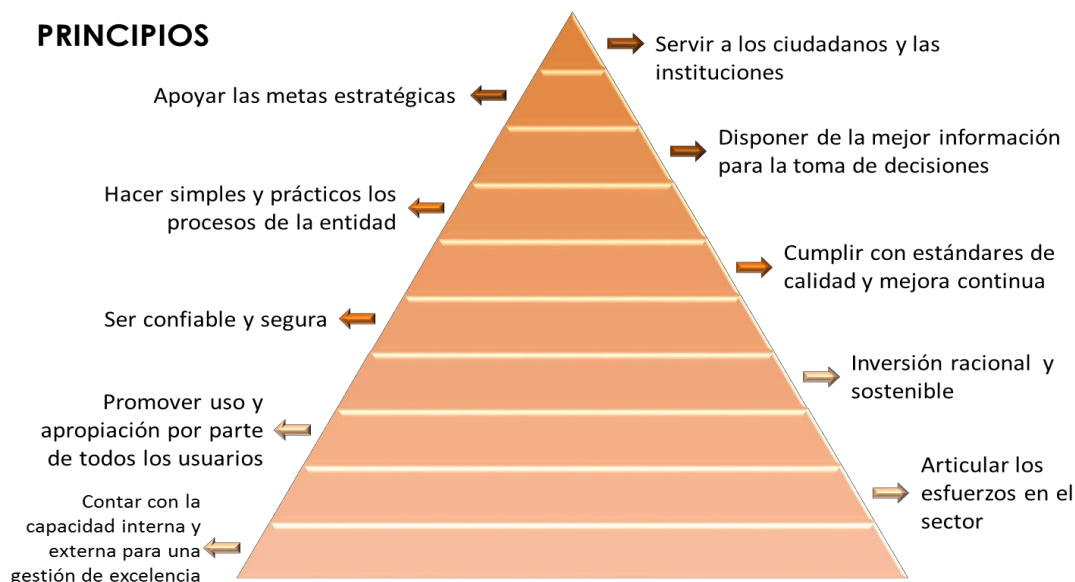 PRINCIPIOS
Servir a los ciudadanos y las
instituciones
Apoyar las metas estratégicas
Disponer de la mejor información
para la toma de decisiones
Hacer simples y prácticos los
procesos de la entidad
Cumplir con estándares de
calidad y mejora continua
Ser confiable y segura
Inversión racional y
sostenible
Promover uso y
apropiación por parte
de todos los usuarios
Articular los
esfuerzos en el
sector
Contar con la
capacidad interna y
externa para una
gestión de excelencia